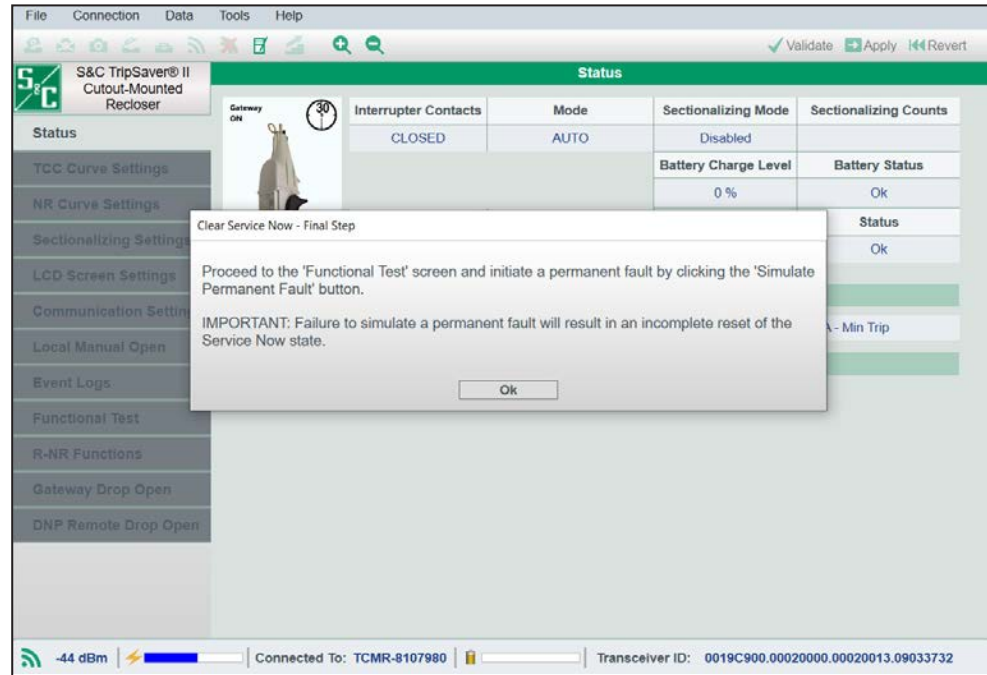 File Connection Data Tools Help
Validate Apply Revert
S&C
S&C TripSaver® II
Cutout-Mounted
Recloser
Status
Status
TCC Curve Settings
NR Curve Settings
Sectionalizing Settings
LCD Screen Settings
Communication Settin
Local Manual Open
Event Logs
Functional Test
R-NR Functions
Gateway Drop Open
DNP Remote Drop Open
Gateway
ON
30
Interrupter Contacts Mode Sectionalizing Mode Sectionalizing Counts
CLOSED AUTO Disabled
Battery Charge Level Battery Status
0 % Ok
Status
Ok
A - Min Trip
Clear Service Now - Final Step
Proceed to the 'Functional Test' screen and initiate a permanent fault by clicking the 'Simulate
Permanent Fault' button.
IMPORTANT: Failure to simulate a permanent fault will result in an incomplete reset of the
Service Now state.
Ok
-44 dBm Connected To: TCMR-8107980 Transceiver ID: 0019C900.00020000.00020013.09033732